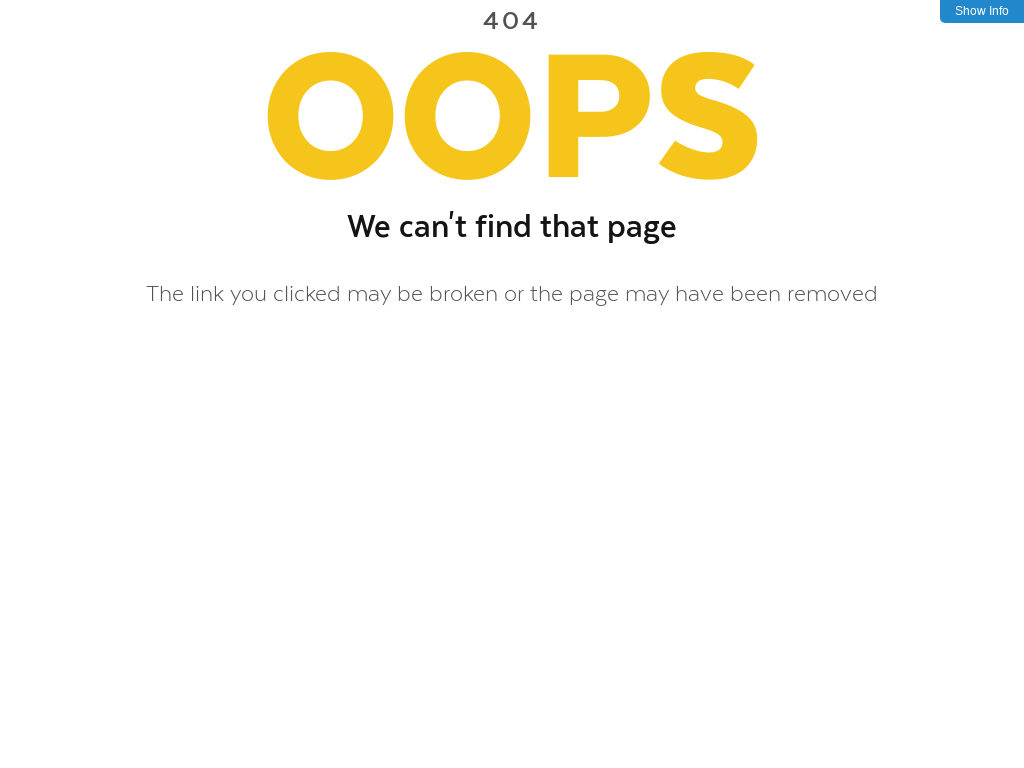 404
Show Info
OOPS
We can't find that page
The link you clicked may be broken or the page may have been removed